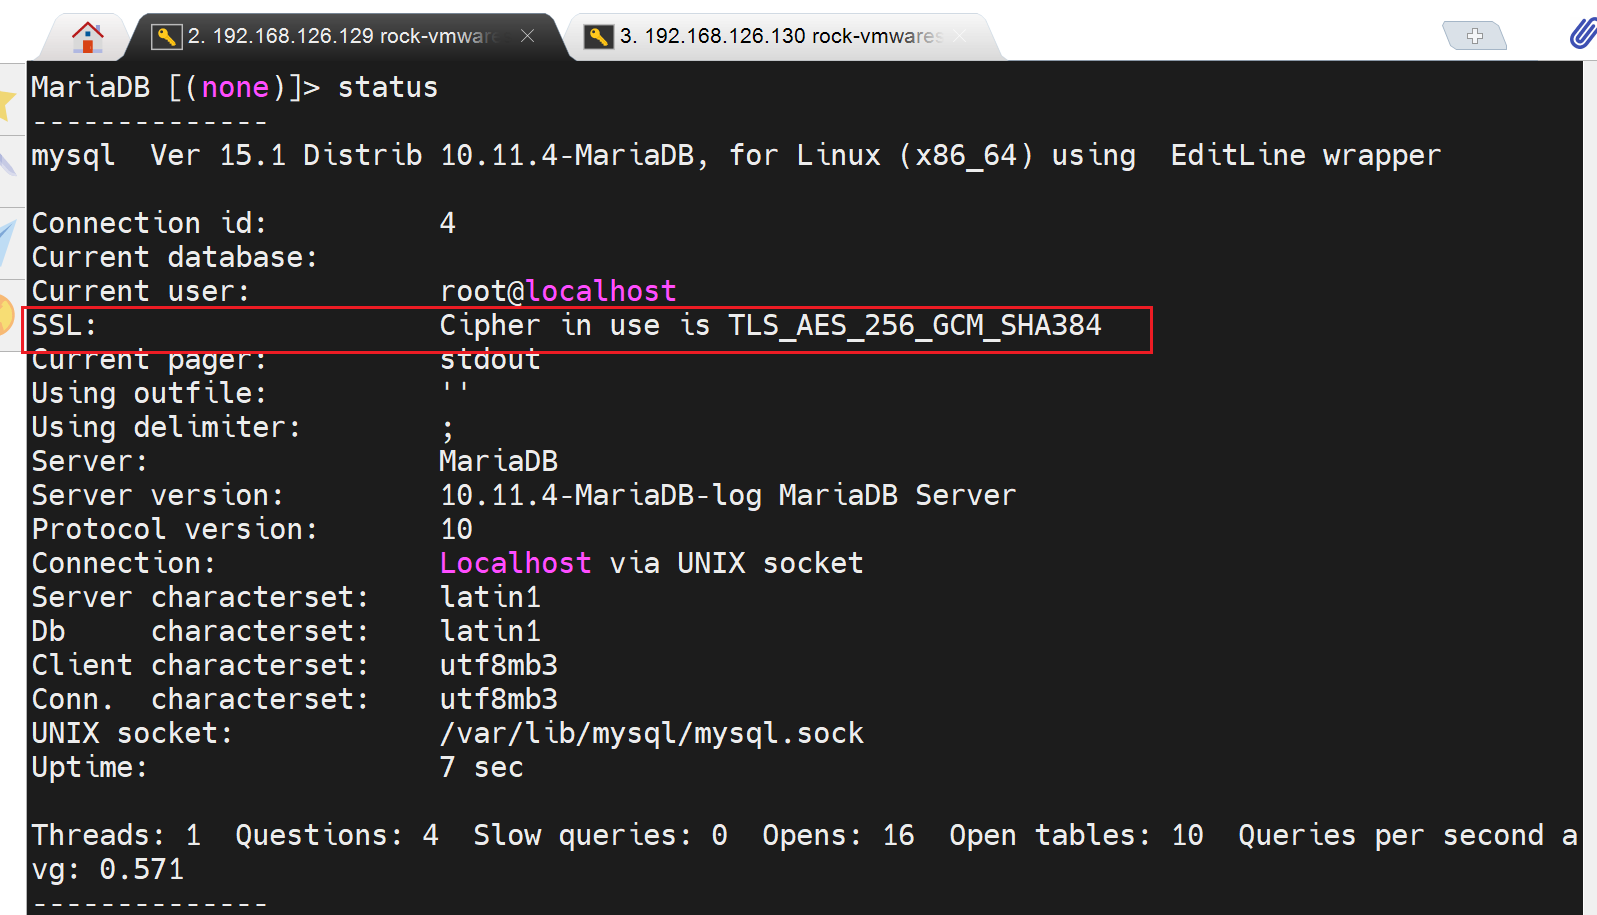 2. 192.168.126.129 rock-vmware
3. 192.168.126.130 rock-vmwares
MariaDB [(none)]> status
--------------
mysql  Ver 15.1 Distrib 10.11.4-MariaDB, for Linux (x86_64) using  EditLine wrapper
Connection id:          4
Current database:
Current user:           root@localhost
SSL:                    Cipher in use is TLS_AES_256_GCM_SHA384
Current pager:          stdout
Using outfile:          ''
Using delimiter:        ;
Server:                 MariaDB
Server version:         10.11.4-MariaDB-log MariaDB Server
Protocol version:       10
Connection:             Localhost via UNIX socket
Server characterset:    latin1
Db     characterset:    latin1
Client characterset:    utf8mb3
Conn.  characterset:    utf8mb3
UNIX socket:            /var/lib/mysql/mysql.sock
Uptime:                 7 sec
Threads: 1  Questions: 4  Slow queries: 0  Opens: 16  Open tables: 10  Queries per second a
vg: 0.571
--------------